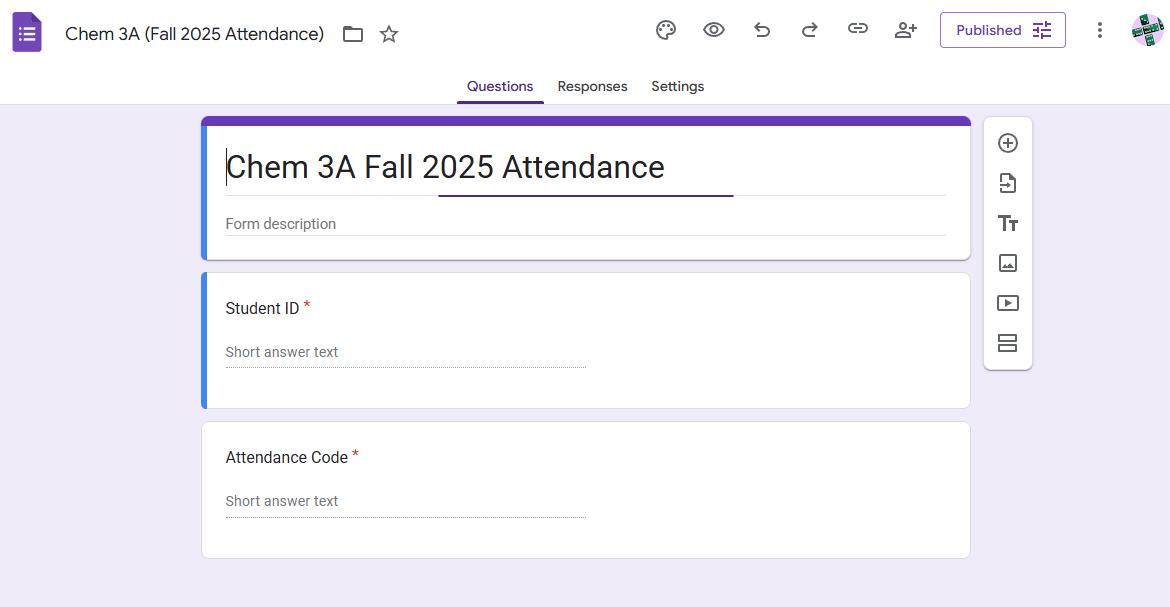 Chem 3A (Fall 2025 Attendance)
Published
Questions Responses Settings
Chem 3A Fall 2025 Attendance
Form description
Student ID *
Short answer text
Attendance Code *
Short answer text